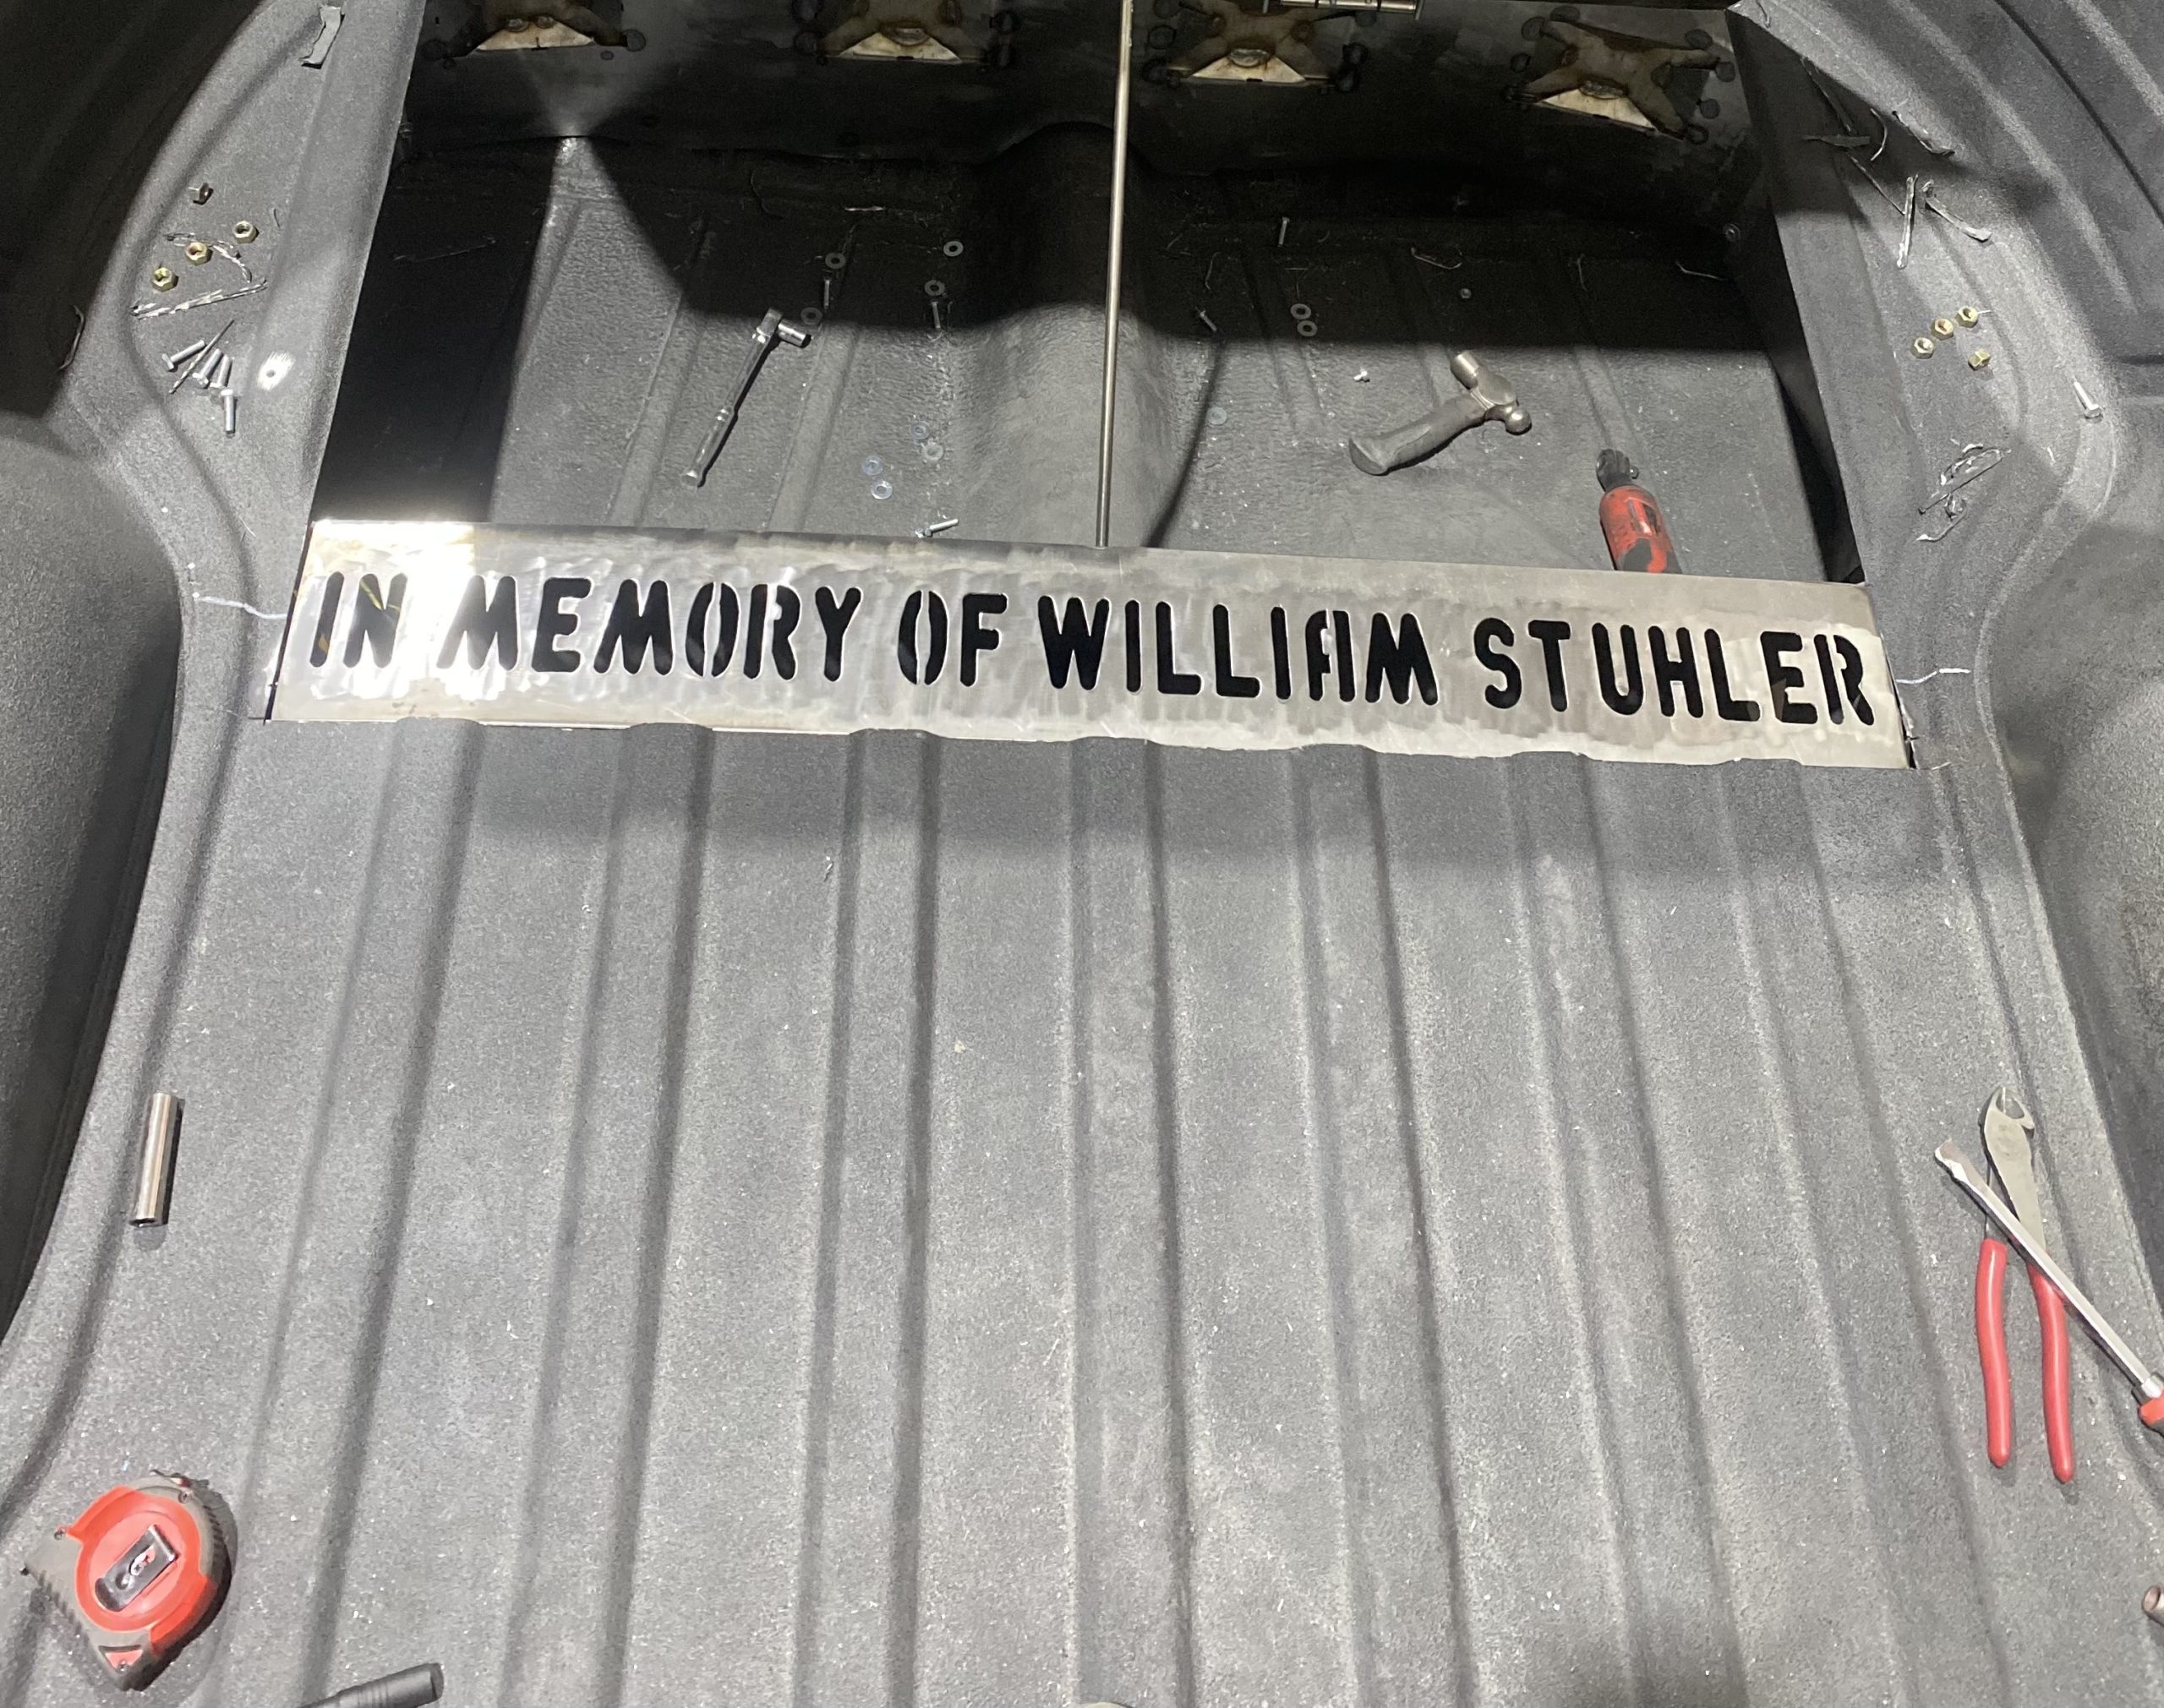 IN MEMORY OF WILLIAM STUHLER